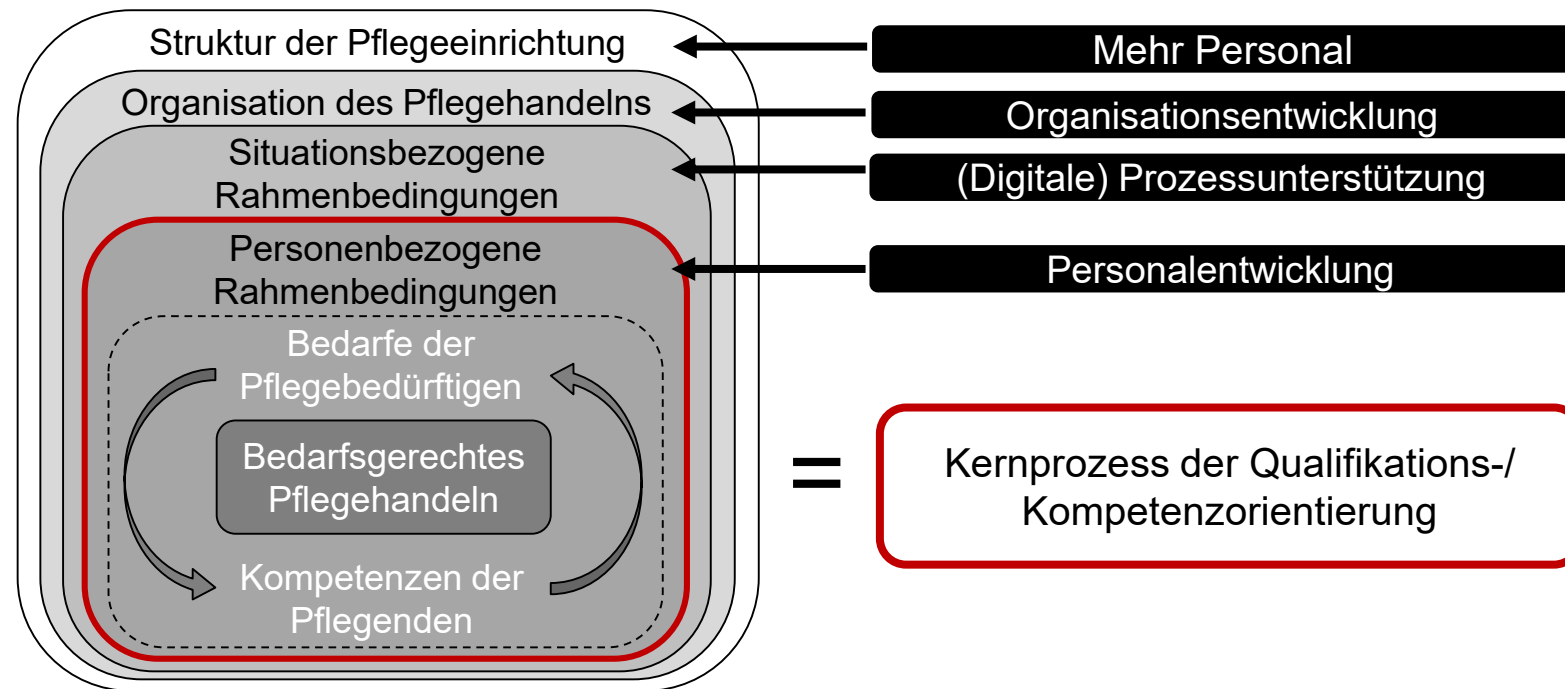 Struktur der Pflegeeinrichtung
Mehr Personal
Organisation des Pflegehandelns
Organisationsentwicklung
Situationsbezogene
Rahmenbedingungen
(Digitale) Prozessunterstützung
Personenbezogene
Rahmenbedingungen
Personalentwicklung
Bedarfe der
Pflegebedürftigen
Bedarfsgerechtes
Pflegehandeln
Kompetenzen der
Pflegenden
=
Kernprozess der Qualifikations-/
Kompetenzorientierung